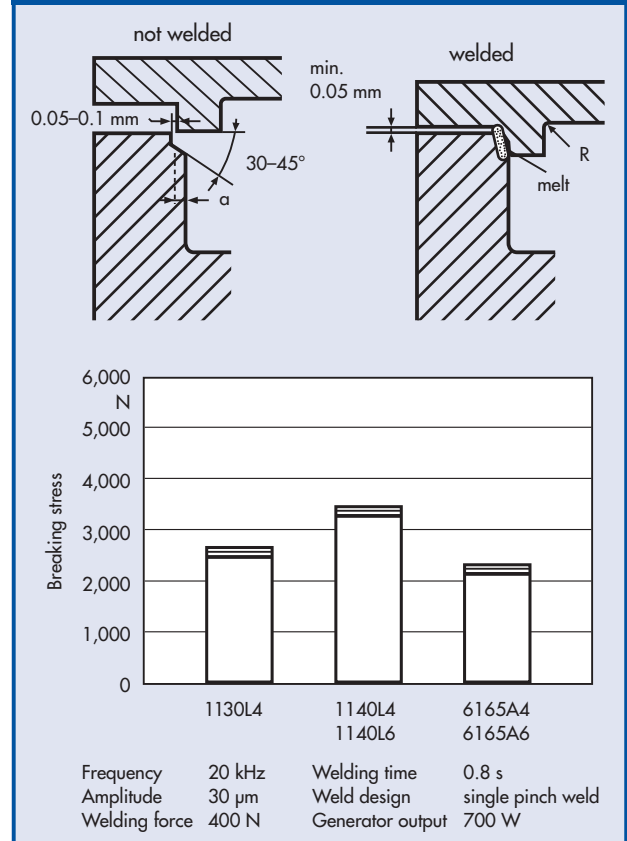 not welded
welded
min.
0.05 mm
0.05–0.1 mm
30–45°
a
R
melt
6,000
N
5,000
4,000
3,000
2,000
1,000
0
Breaking stress
1130L4 1140L4 6165A4
1140L6 6165A6
Frequency 20 kHz Welding time 0.8 s
Amplitude 30 µm Weld design single pinch weld
Welding force 400 N Generator output 700 W